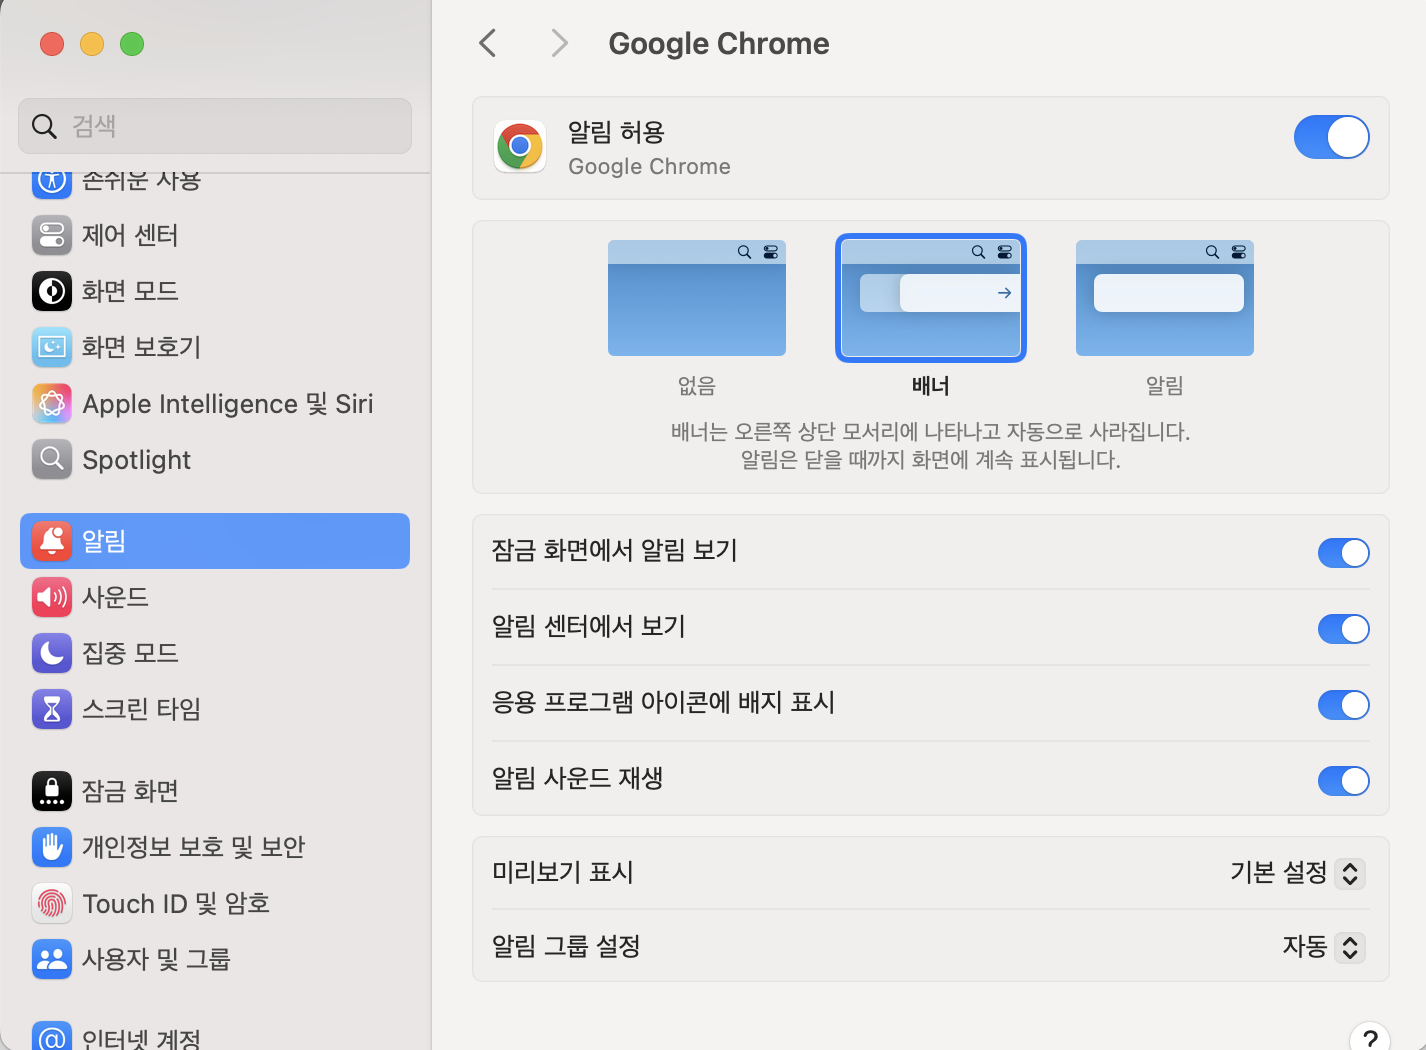 검색
손쉬운 사용
제어 센터
화면 모드
화면 보호기
Apple Intelligence 및 Siri
Spotlight
알림
사운드
집중 모드
스크린 타임
잠금 화면
개인정보 보호 및 보안
Touch ID 및 암호
사용자 및 그룹
인터넷 계정
Google Chrome
알림 허용
Google Chrome
없음
배너
알림
배너는 오른쪽 상단 모서리에 나타나고 자동으로 사라집니다.
알림은 닫을 때까지 화면에 계속 표시됩니다.
잠금 화면에서 알림 보기
알림 센터에서 보기
응용 프로그램 아이콘에 배지 표시
알림 사운드 재생
미리보기 표시 기본 설정
알림 그룹 설정 자동
?